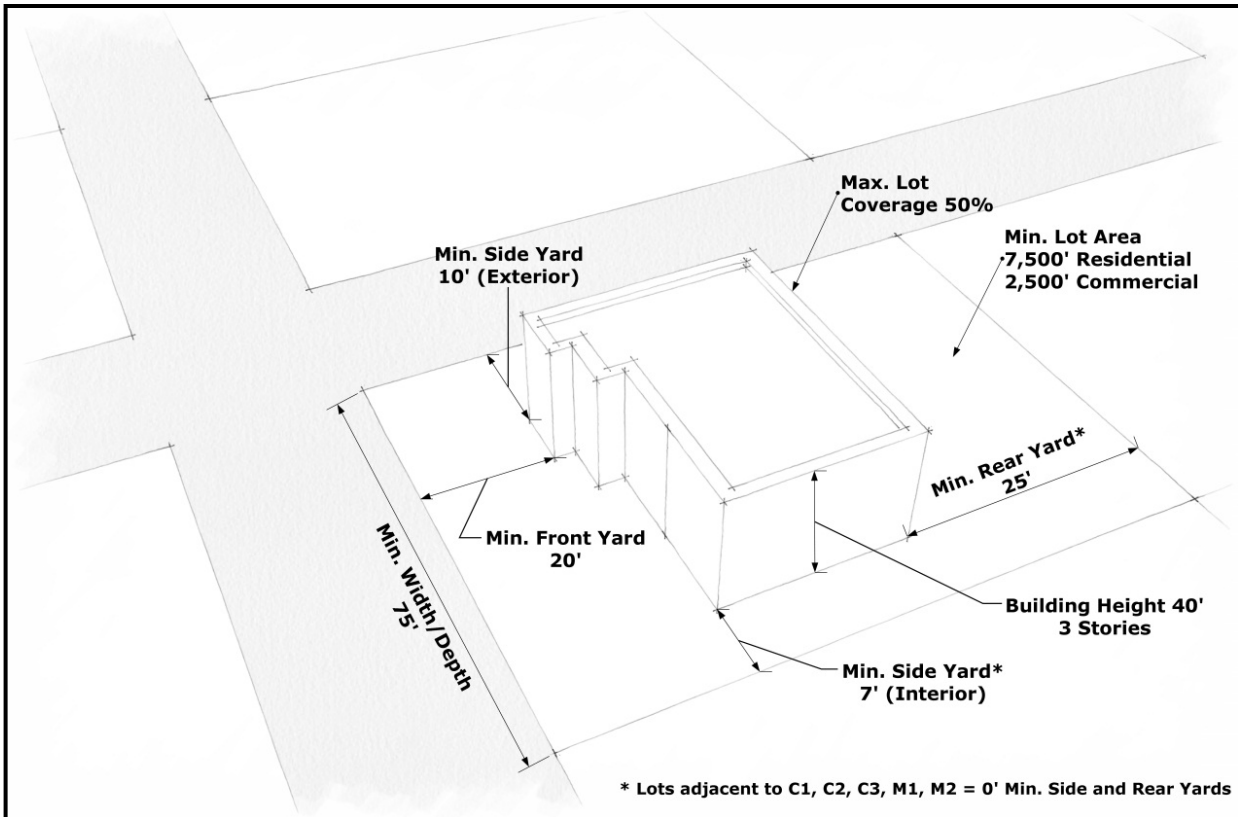 Max. Lot
Coverage 50%
Min. Lot Area
7,500' Residential
2,500' Commercial
Min. Side Yard
10' (Exterior)
Min. Rear Yard*
25'
Min. Front Yard
20'
Min. Width/Depth
75'
Building Height 40'
3 Stories
Min. Side Yard*
7' (Interior)
* Lots adjacent to C1, C2, C3, M1, M2 = 0' Min. Side and Rear Yards